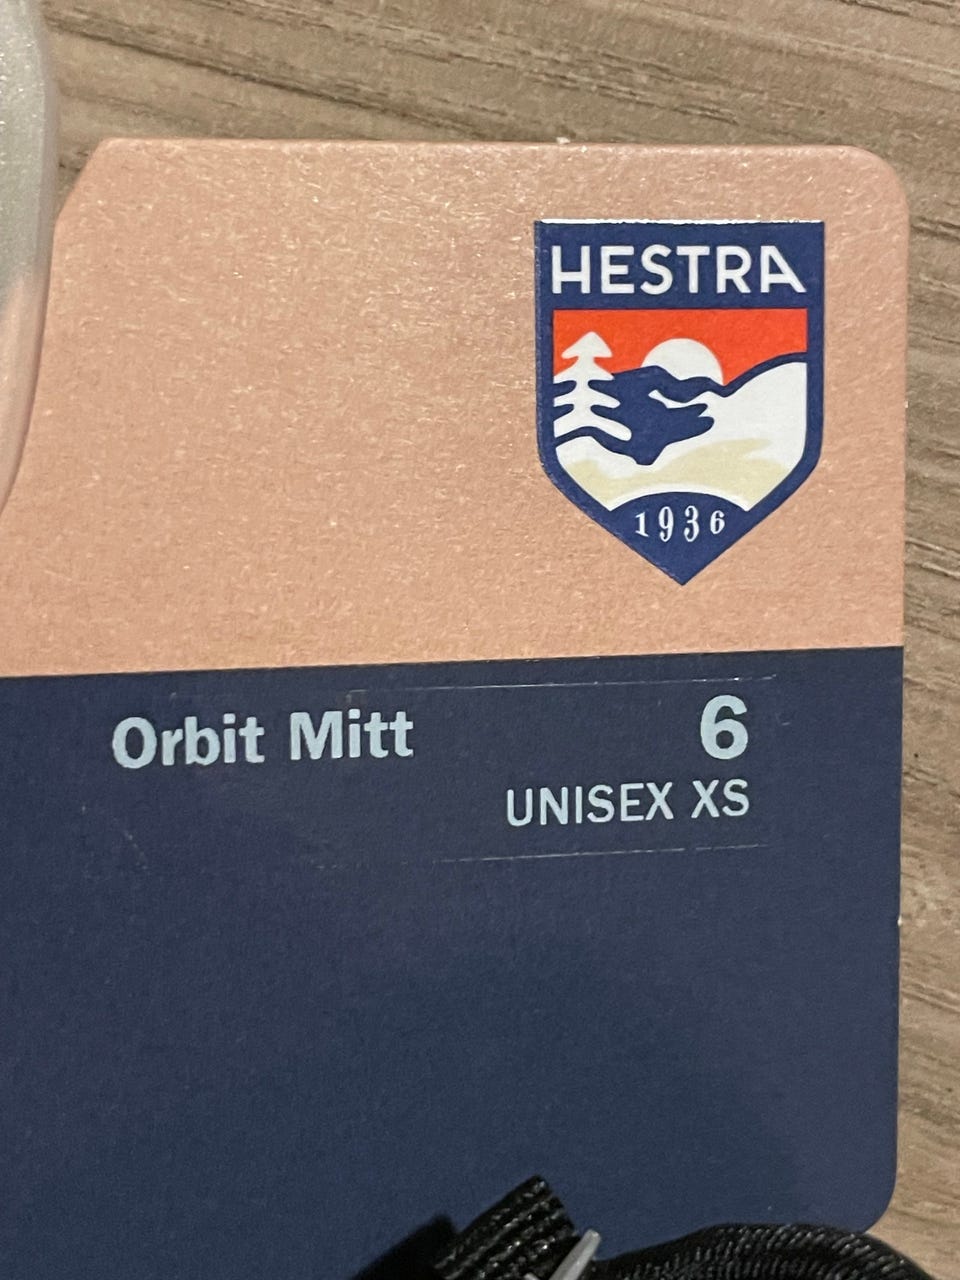 HESTRA
1936
Orbit Mitt 6
UNISEX XS